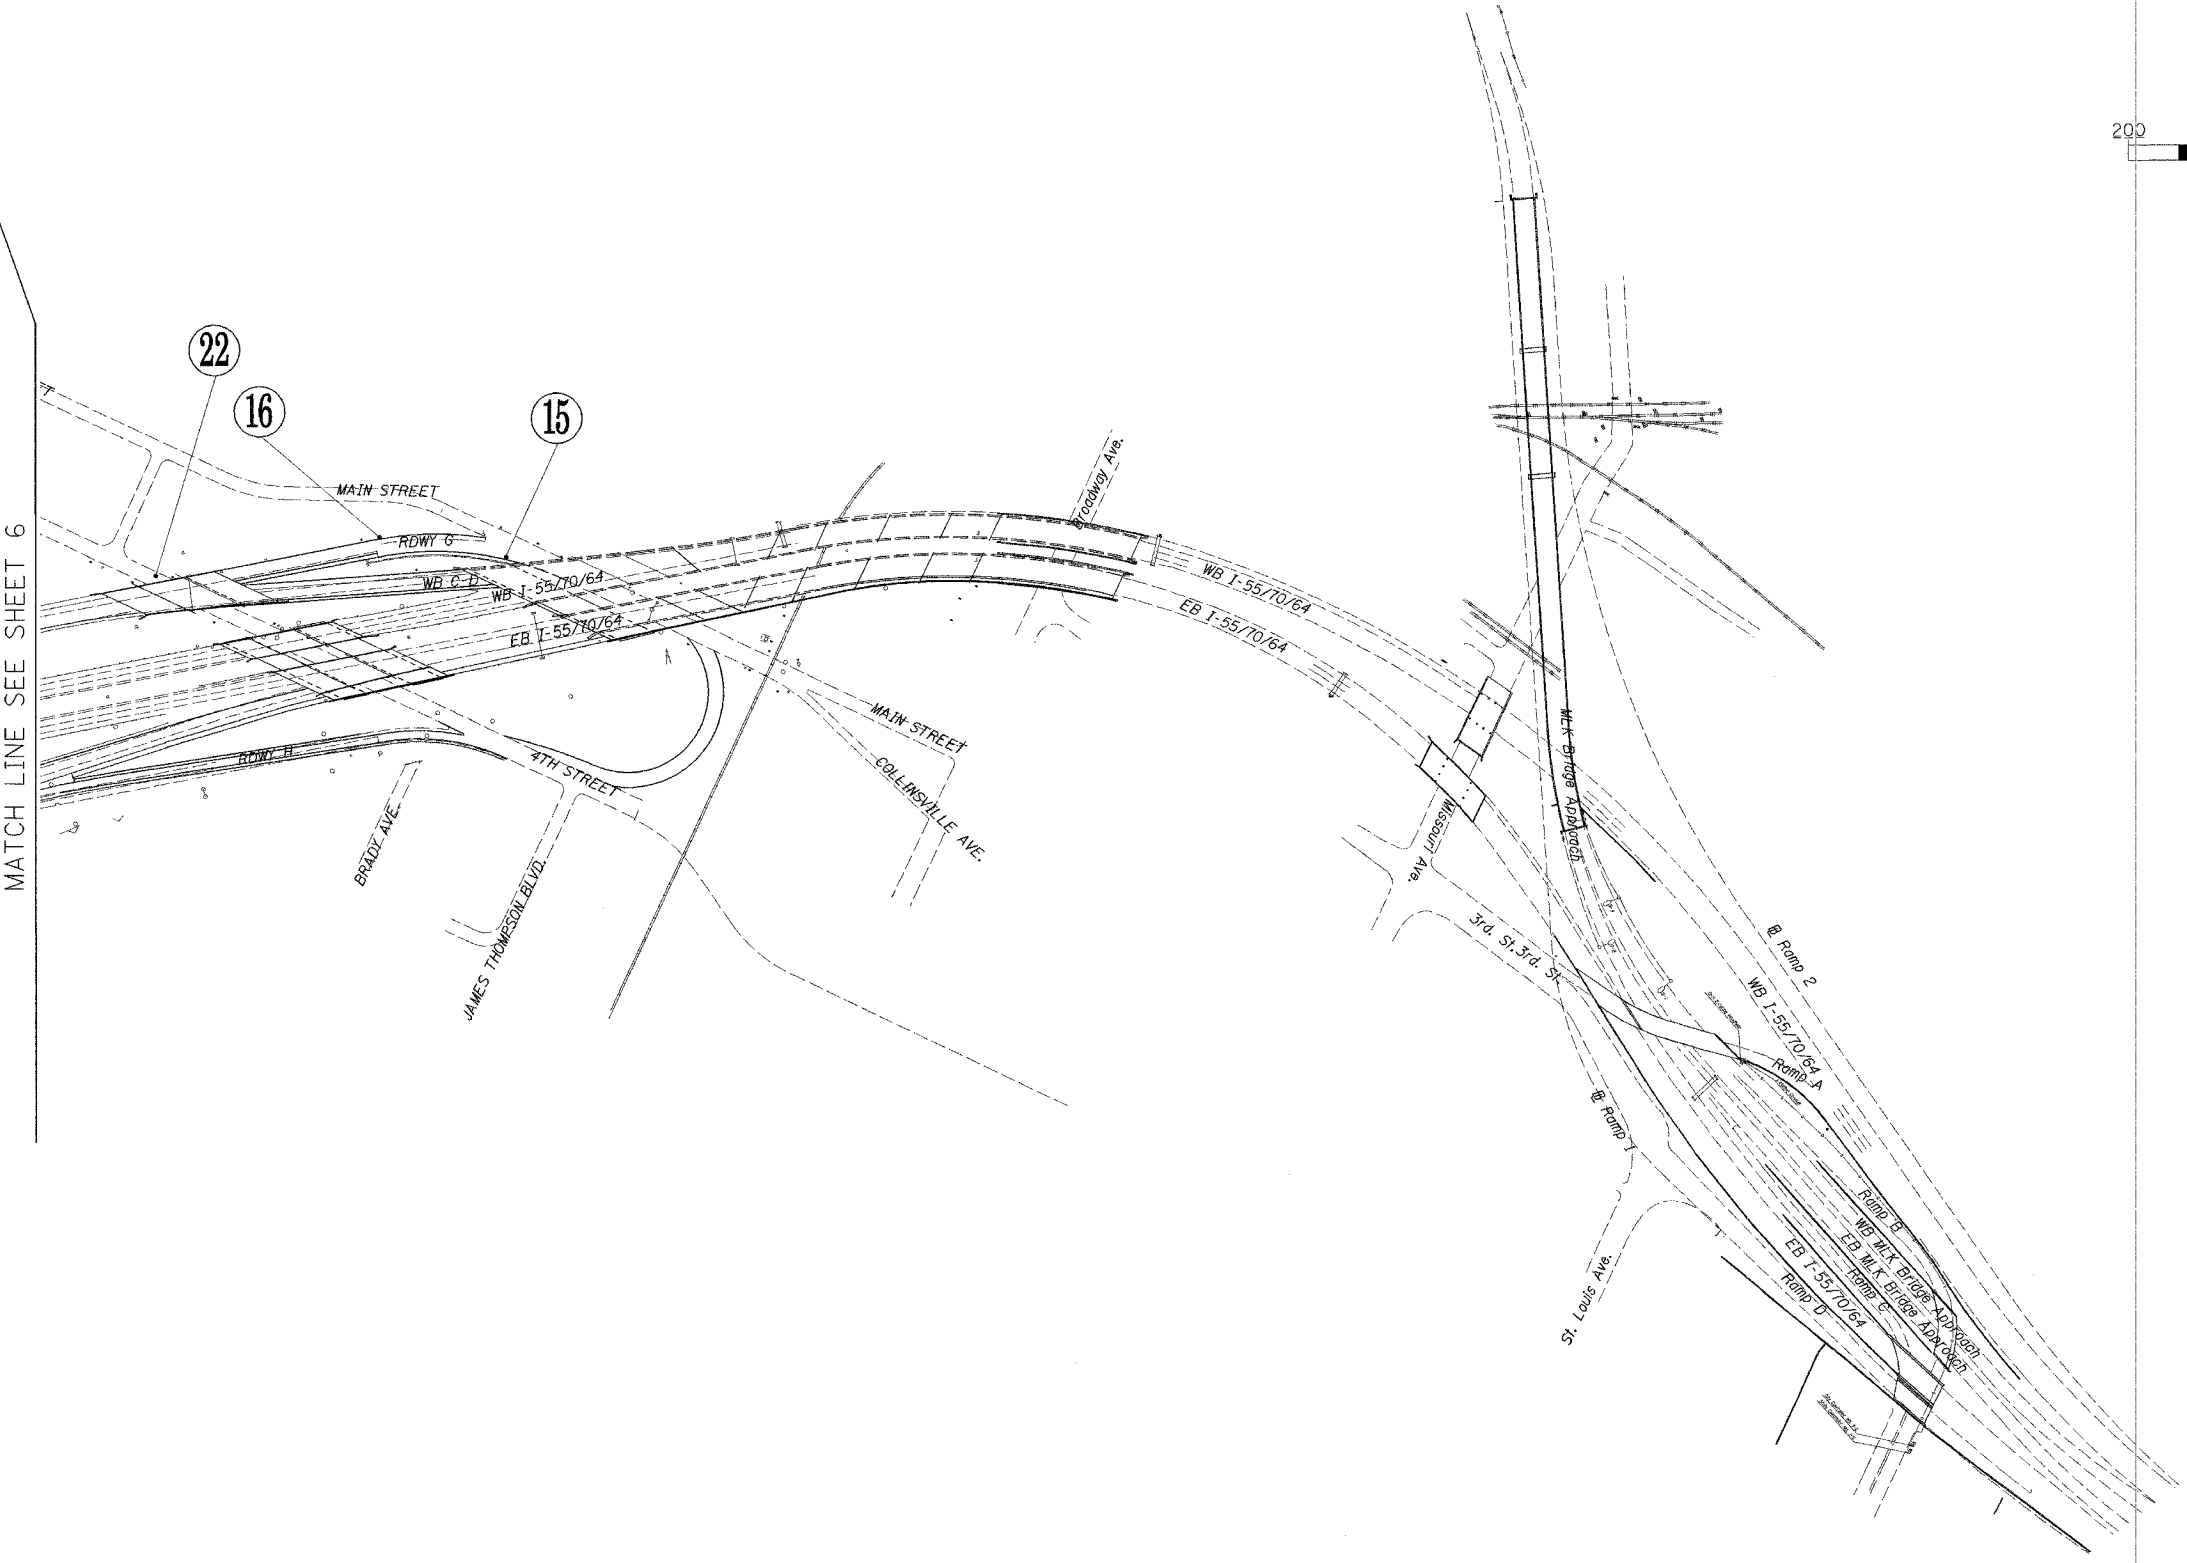 200
22
16
15
MATCH LINE SEE SHEET 6
MAIN STREET
RDWY G
WB C-D
WB I-55/70/64
EB I-55/70/64
Broadway Ave.
WB I-55/70/64
EB I-55/70/64
RDWY H
4TH STREET
MAIN STREET
COLLINSVILLE AVE.
BRADY AVE.
JAMES THOMPSON BLVD.
MLK Bridge Approach
Missouri Ave.
3rd. St.
3rd. St.
Ramp 2
WB I-55/70/64
Ramp A
Ramp 1
St. Louis Ave.
Ramp B
WB MLK Bridge Approach
EB MLK Bridge Approach
Ramp C
EB I-55/70/64
Ramp D